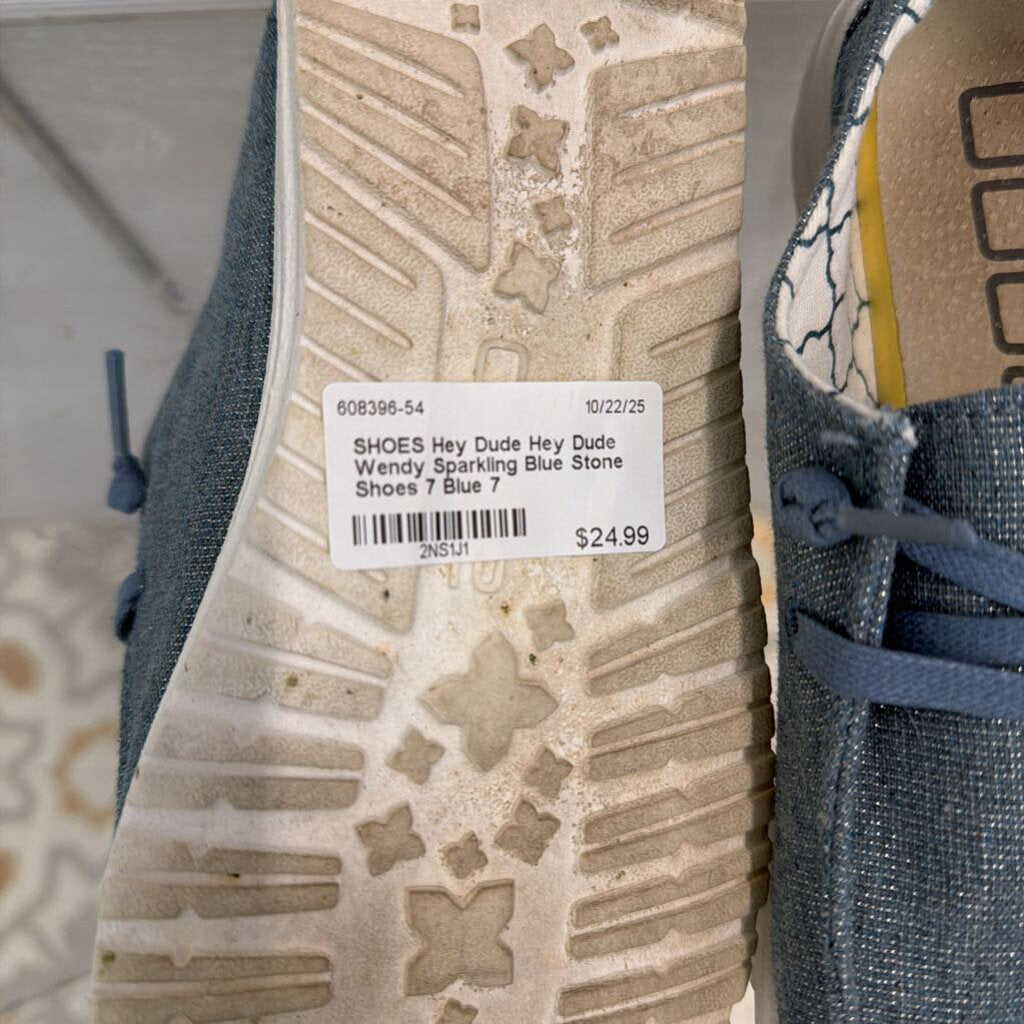 608396-54 10/22/25
SHOES Hey Dude Hey Dude
Wendy Sparkling Blue Stone
Shoes 7 Blue 7
2NS1J1 $24.99